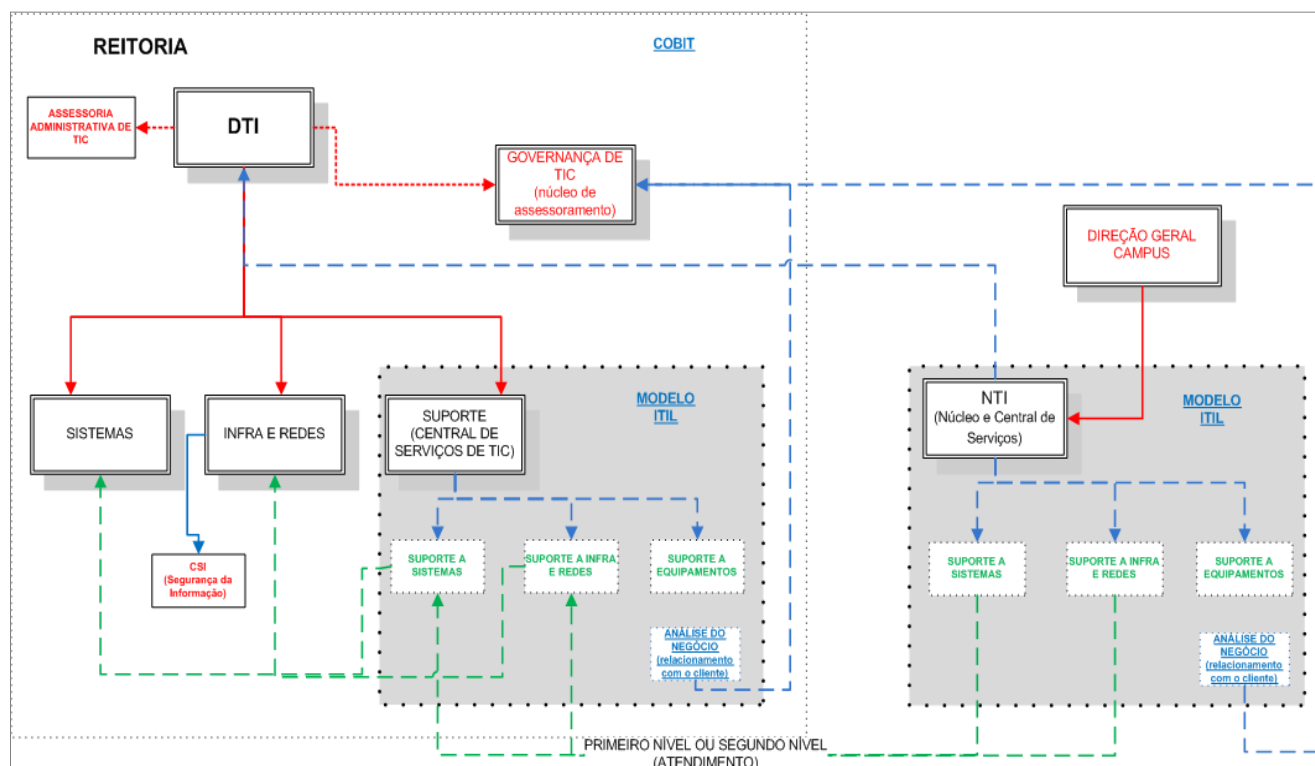 REITORIA
COBIT
ASSESSORIA
ADMINISTRATIVA DE
TIC
DTI
GOVERNANÇA DE
TIC
(núcleo de
assessoramento)
DIREÇÃO GERAL
CAMPUS
SISTEMAS
INFRA E REDES
SUPORTE
(CENTRAL DE
SERVIÇOS DE TIC)
MODELO
ITIL
NTI
(Núcleo e Central de
Serviços)
MODELO
ITIL
CSI
(Segurança da
Informação)
SUPORTE A
SISTEMAS
SUPORTE A INFRA
E REDES
SUPORTE A
EQUIPAMENTOS
SUPORTE A
SISTEMAS
SUPORTE A INFRA
E REDES
SUPORTE A
EQUIPAMENTOS
ANÁLISE DO
NEGÓCIO
(relacionamento
com o cliente)
ANÁLISE DO
NEGÓCIO
(relacionamento
com o cliente)
PRIMEIRO NÍVEL OU SEGUNDO NÍVEL
(ATENDIMENTO)